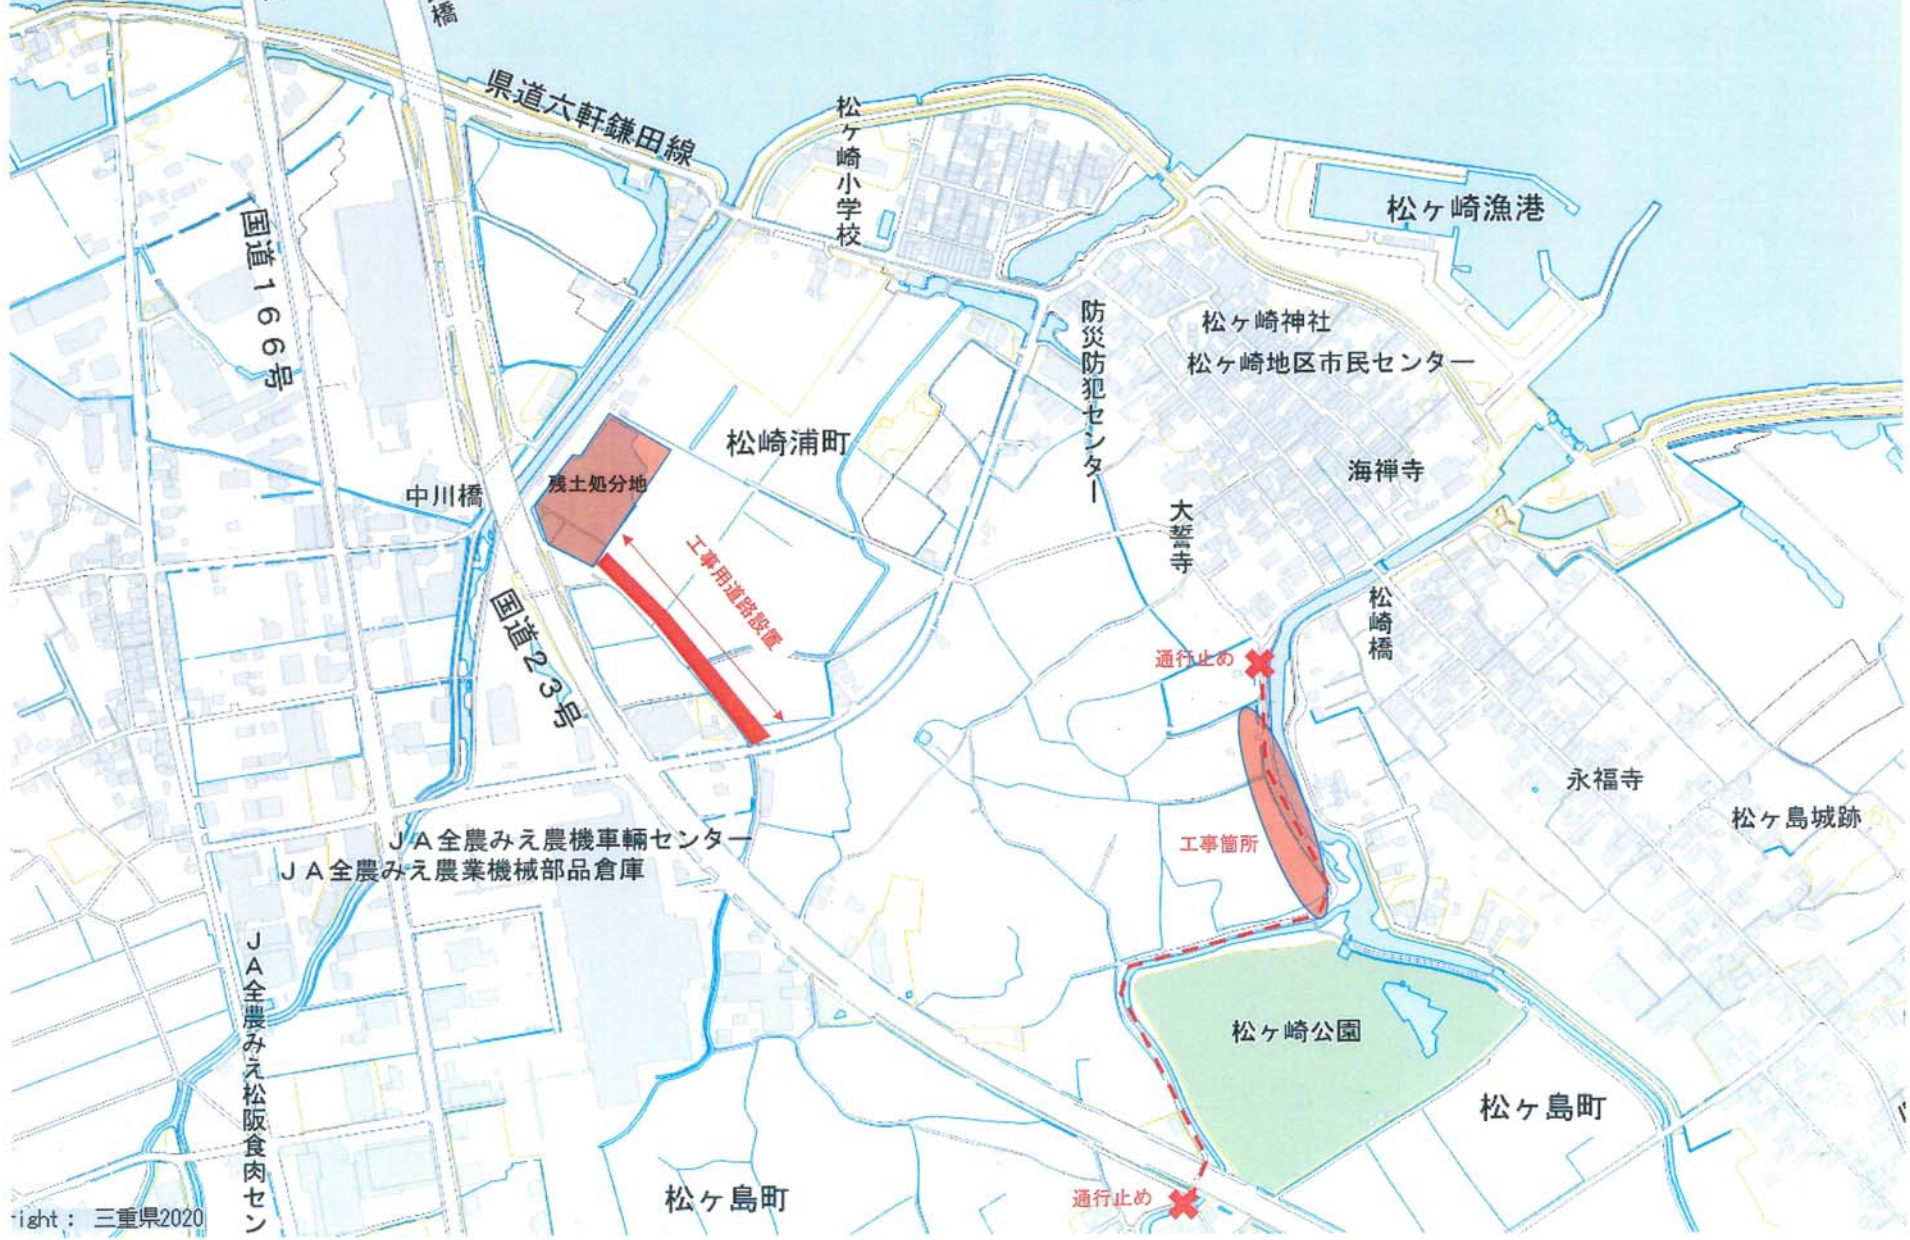 橋
県道六軒鎌田線
松ヶ崎小学校
松ヶ崎漁港
国道166号
防災防犯センター
松ヶ崎神社
松ヶ崎地区市民センター
松崎浦町
海禅寺
残土処分地
中川橋
大誓寺
工事用道路設置
国道23号
松崎橋
通行止め
永福寺
松ヶ島城跡
工事箇所
JA全農みえ農機車輌センター
JA全農みえ農業機械部品倉庫
JA全農みえ松阪食肉セン
松ヶ崎公園
松ヶ島町
松ヶ島町
通行止め
right： 三重県2020